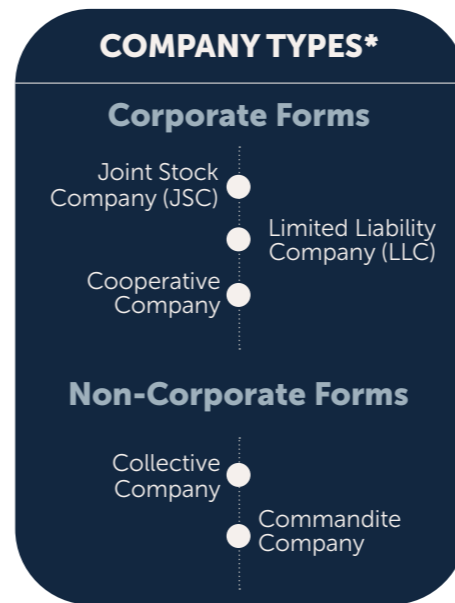 COMPANY TYPES*
Corporate Forms
Joint Stock
Company (JSC)
Limited Liability
Company (LLC)
Cooperative
Company
Non-Corporate Forms
Collective
Company
Commandite
Company